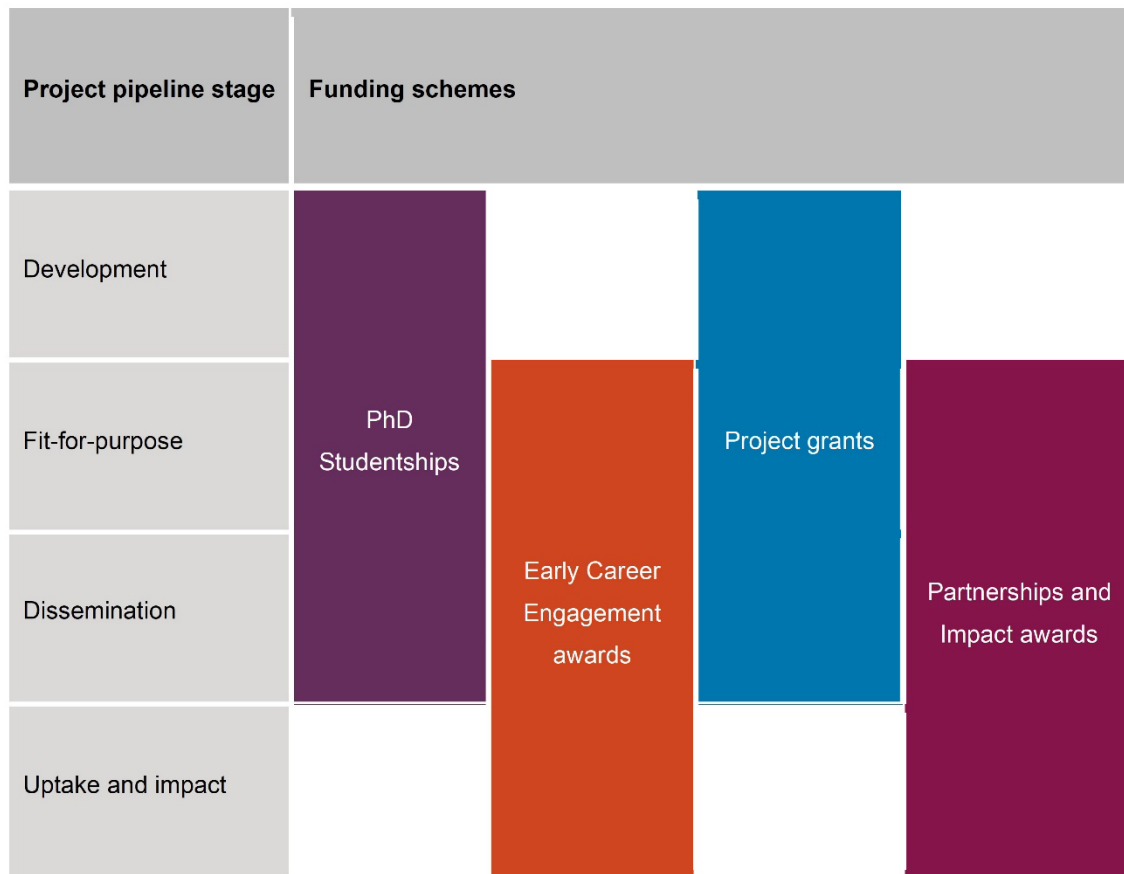 Project pipeline stage
Funding schemes
Development
Fit-for-purpose
Dissemination
Uptake and impact
PhD
Studentships
Early Career
Engagement
awards
Project grants
Partnerships and
Impact awards